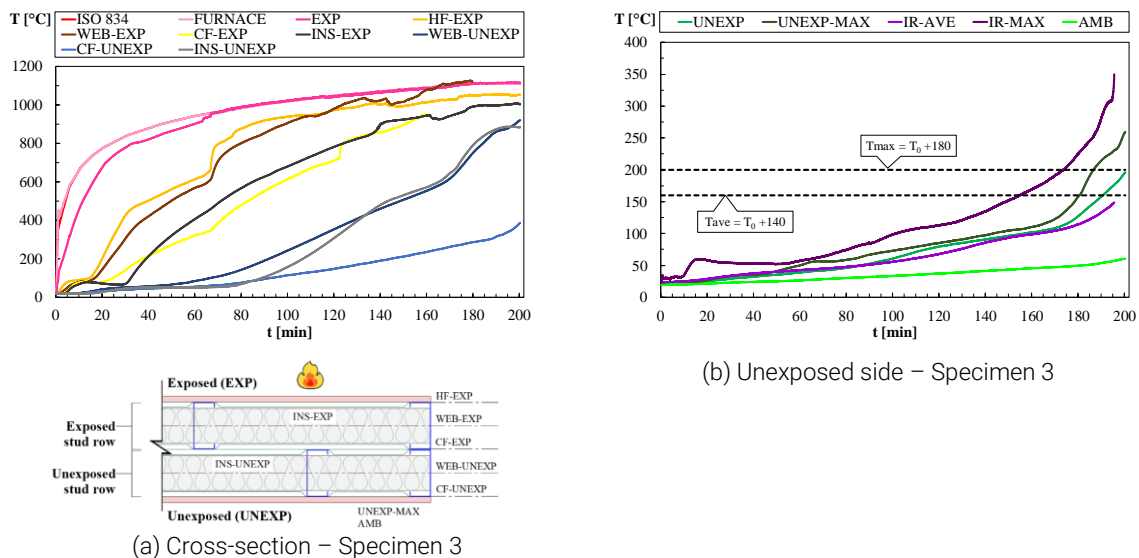 T [°C]
ISO 834 FURNACE EXP HF-EXP
WEB-EXP CF-EXP INS-EXP WEB-UNEXP
CF-UNEXP INS-UNEXP
1200
1000
800
600
400
200
0
0 20 40 60 80 100 120 140 160 180 200
t [min]
Exposed (EXP)
HF-EXP
INS-EXP
WEB-EXP
Exposed
stud row
CF-EXP
INS-UNEXP
WEB-UNEXP
Unexposed
stud row
CF-UNEXP
Unexposed (UNEXP)
UNEXP-MAX
AMB
(a) Cross-section – Specimen 3
T [°C]
UNEXP UNEXP-MAX IR-AVE IR-MAX AMB
400
350
300
250
200
150
100
50
0
Tmax = T0 +180
Tave = T0 +140
0 20 40 60 80 100 120 140 160 180 200
t [min]
(b) Unexposed side – Specimen 3